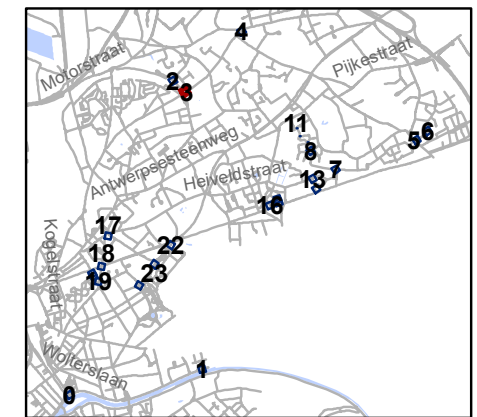 4
Motorstraat
Pijkestraat
2
3
11
5
6
Antwerpsesteenweg
8
Heiveldstraat
7
13
16
17
22
18
Kogelstraat
19
23
Wolterslaan
1
9